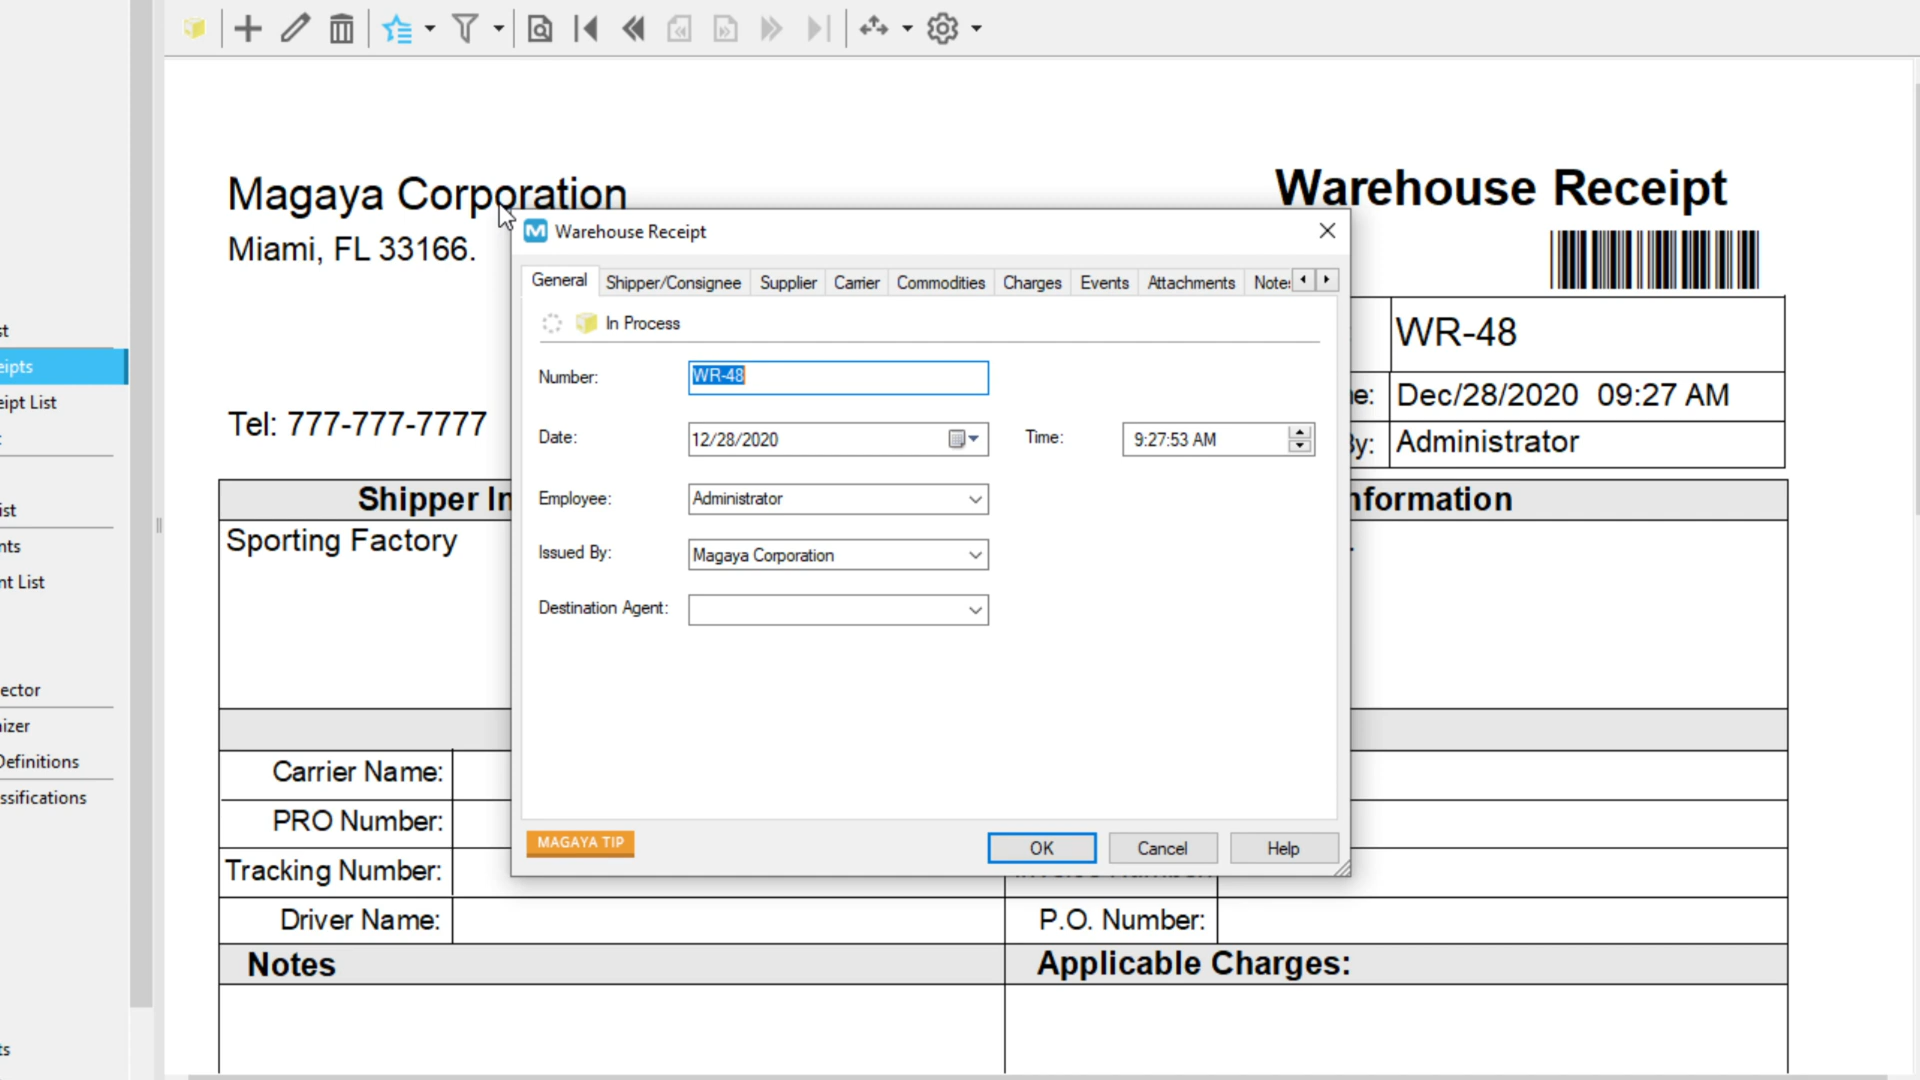 Magaya Corporation
Miami, FL 33166.
Tel: 777-777-7777
Warehouse Receipt
WR-48
Dec/28/2020 09:27 AM
By:
Administrator
Shipper
Information
Sporting Factory
Carrier Name:
PRO Number:
Tracking Number:
Driver Name:
P.O. Number:
Notes
Applicable Charges:
Warehouse Receipt
General
Shipper/Consignee
Supplier
Carrier
Commodities
Charges
Events
Attachments
Notes
In Process
Number:
WR-48
Date:
12/28/2020
Time:
9:27:53 AM
Employee:
Administrator
Issued By:
Magaya Corporation
Destination Agent:
MAGAYA TIP
OK
Cancel
Help
eipts
eipt List
ist
nts
nt List
ector
izer
Definitions
ssifications
ts